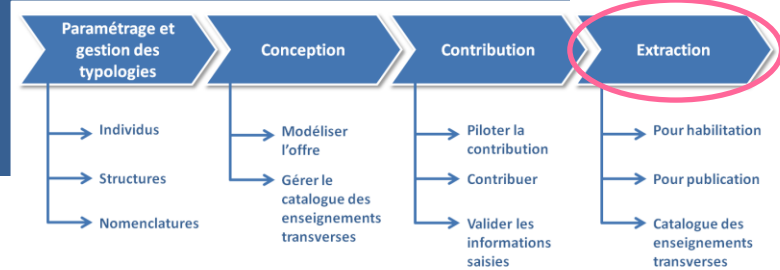 Paramétrage et
gestion des
typologies
Conception
Contribution
Extraction
Individus
Structures
Nomenclatures
Modéliser
l'offre
Gérer le
catalogue des
enseignements
transverses
Piloter la
contribution
Contribuer
Valider les
informations
saisies
Pour habilitation
Pour publication
Catalogue des
enseignements
transverses